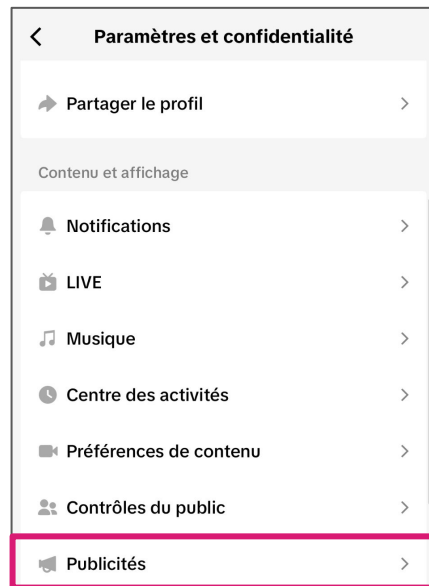 Paramètres et confidentialité
Partager le profil
Contenu et affichage
Notifications
LIVE
Musique
Centre des activités
Préférences de contenu
Contrôles du public
Publicités